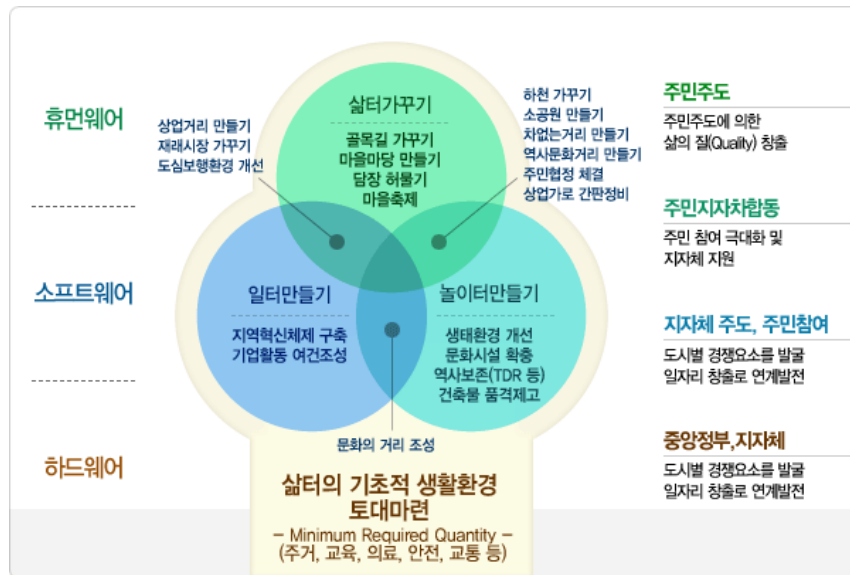 휴먼웨어
소프트웨어
하드웨어
상업거리 만들기
재래시장 가꾸기
도심보행환경 개선
삶터가꾸기
골목길 가꾸기
마을마당 만들기
담장 허물기
마을축제
하천 가꾸기
소공원 만들기
차없는거리 만들기
역사문화거리 만들기
주민협정 체결
상업가로 간판정비
일터만들기
지역혁신체제 구축
기업활동 여건조성
놀이터만들기
생태환경 개선
문화시설 확충
역사보존(TDR 등)
건축물 품격제고
문화의 거리 조성
삶터의 기초적 생활환경
토대마련
– Minimum Required Quantity –
(주거, 교육, 의료, 안전, 교통 등)
주민주도
주민주도에 의한
삶의 질(Quality) 창출
주민지자차합동
주민 참여 극대화 및
지자체 지원
지자체 주도, 주민참여
도시별 경쟁요소를 발굴
일자리 창출로 연계발전
중앙정부,지자체
도시별 경쟁요소를 발굴
일자리 창출로 연계발전